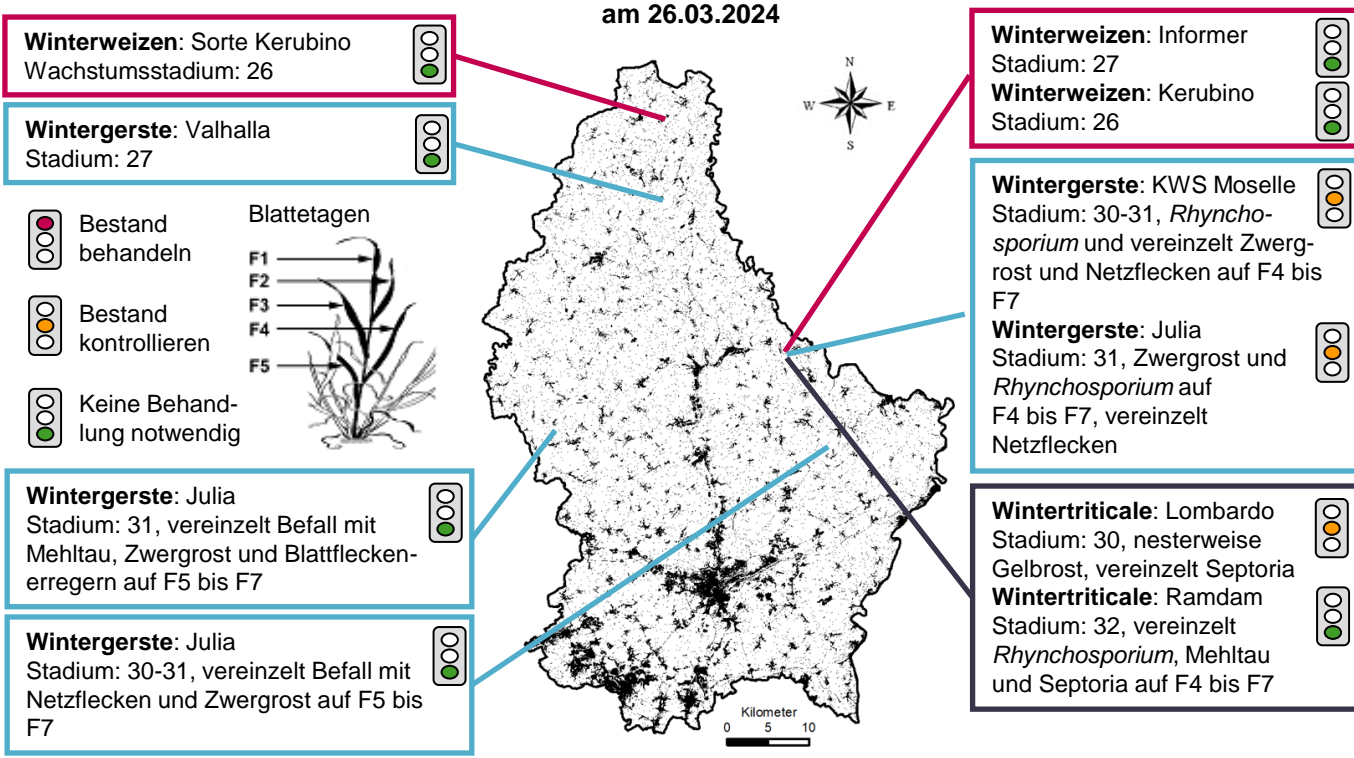 am 26.03.2024
Winterweizen: Sorte Kerubino
Wachstumsstadium: 26
Wintergerste: Valhalla
Stadium: 27
Bestand
behandeln
Bestand
kontrollieren
Keine Behand-
lung notwendig
Blattetagen
F1
F2
F3
F4
F5
Wintergerste: Julia
Stadium: 31, vereinzelt Befall mit
Mehltau, Zwergrost und Blattflecken-
erregern auf F5 bis F7
Wintergerste: Julia
Stadium: 30-31, vereinzelt Befall mit
Netzflecken und Zwergrost auf F5 bis
F7
N
W
E
S
Kilometer
0 5 10
Winterweizen: Informer
Stadium: 27
Winterweizen: Kerubino
Stadium: 26
Wintergerste: KWS Moselle
Stadium: 30-31, Rhyncho-
sporium und vereinzelt Zwerg-
rost und Netzflecken auf F4 bis
F7
Wintergerste: Julia
Stadium: 31, Zwergrost und
Rhynchosporium auf
F4 bis F7, vereinzelt
Netzflecken
Wintertriticale: Lombardo
Stadium: 30, nesterweise
Gelbrost, vereinzelt Septoria
Wintertriticale: Ramdam
Stadium: 32, vereinzelt
Rhynchosporium, Mehltau
und Septoria auf F4 bis F7